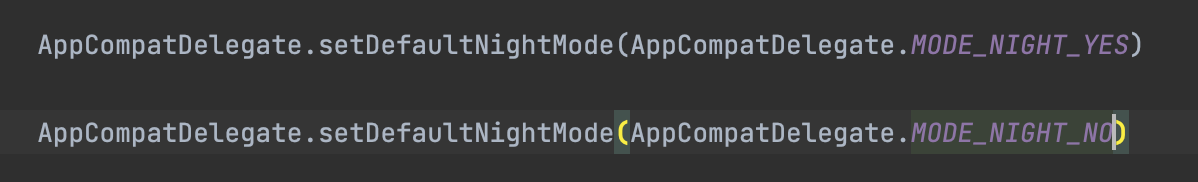 AppCompatDelegate.setDefaultNightMode(AppCompatDelegate.MODE_NIGHT_YES)
AppCompatDelegate.setDefaultNightMode(AppCompatDelegate.MODE_NIGHT_NO)